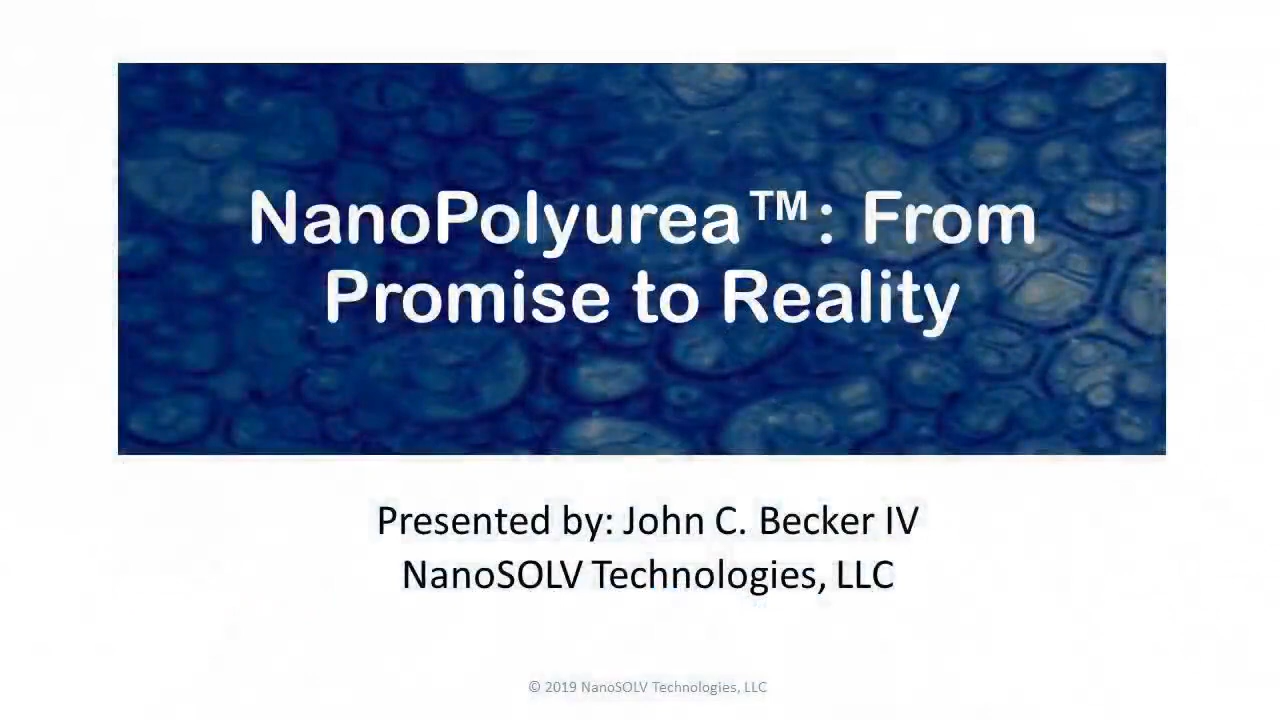 NanoPolyurea™: From
Promise to Reality
Presented by: John C. Becker IV
NanoSOLV Technologies, LLC
© 2019 NanoSOLV Technologies, LLC